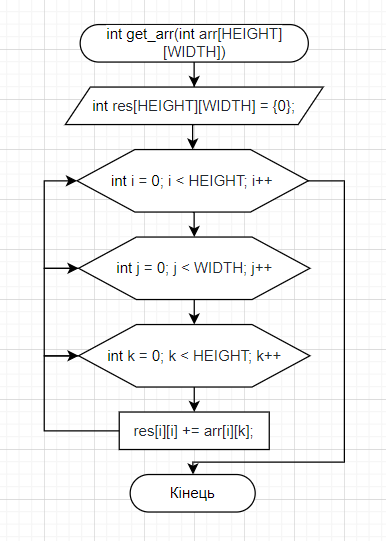 int get_arr(int arr[HEIGHT]
[WIDTH])
int res[HEIGHT][WIDTH] = {0};
int i = 0; i < HEIGHT; i++
int j = 0; j < WIDTH; j++
int k = 0; k < HEIGHT; k++
res[i][i] += arr[i][k];
Кінець